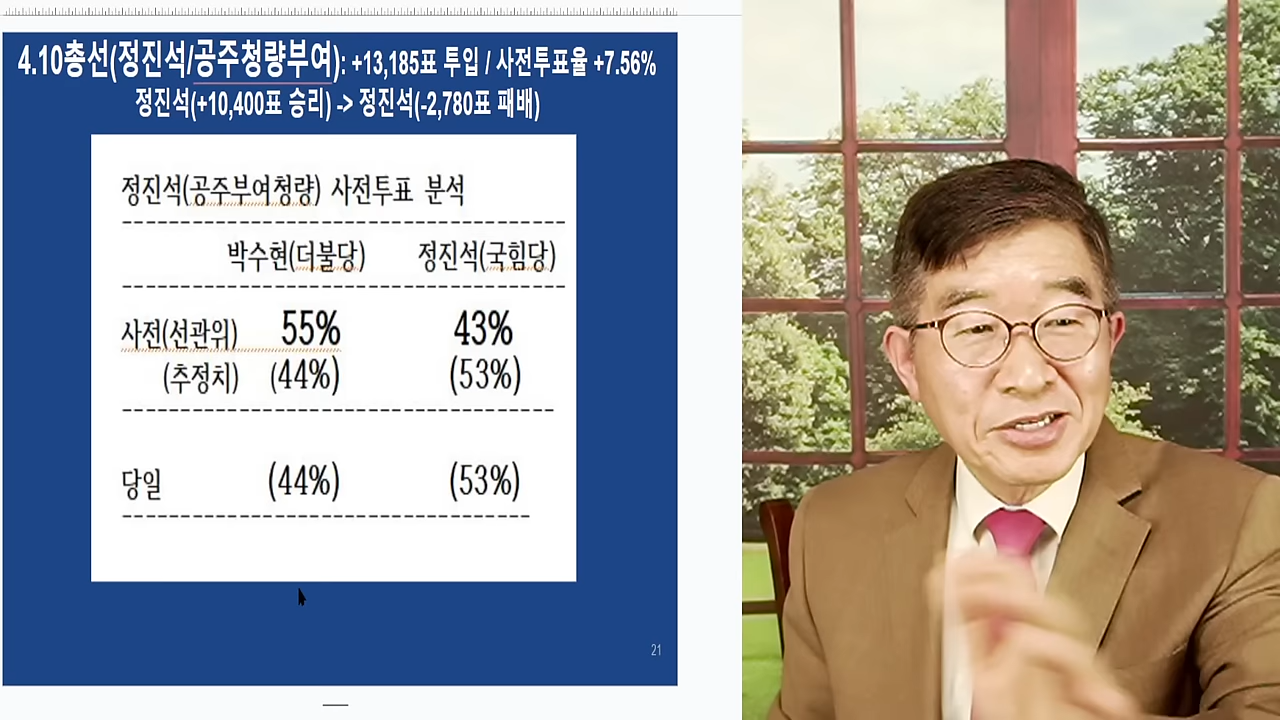 4.10총선(정진석/공주청량부여): +13,185표 투입 / 사전투표율 +7.56%
정진석(+10,400표 승리) -> 정진석(-2,780표 패배)
정진석(공주부여청량) 사전투표 분석
박수현(더불당) 정진석(국힘당)
사전(선관위) 55% 43%
(추정치) (44%) (53%)
당일 (44%) (53%)
21